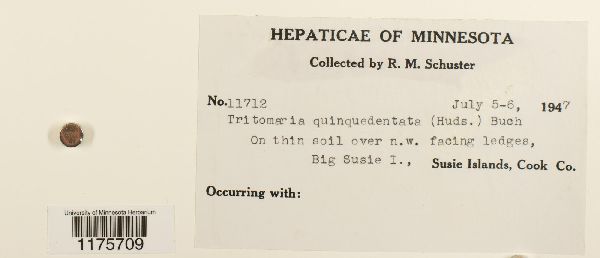 HEPATICAE OF MINNESOTA
Collected by R. M. Schuster
No. 11712 July 5-6, 1947
Tritomaria quinquedentata (Huds.) Buch
On thin soil over n.w. facing ledges,
Big Susie I., Susie Islands, Cook Co.
Occurring with:
University of Minnesota Herbarium
1175709